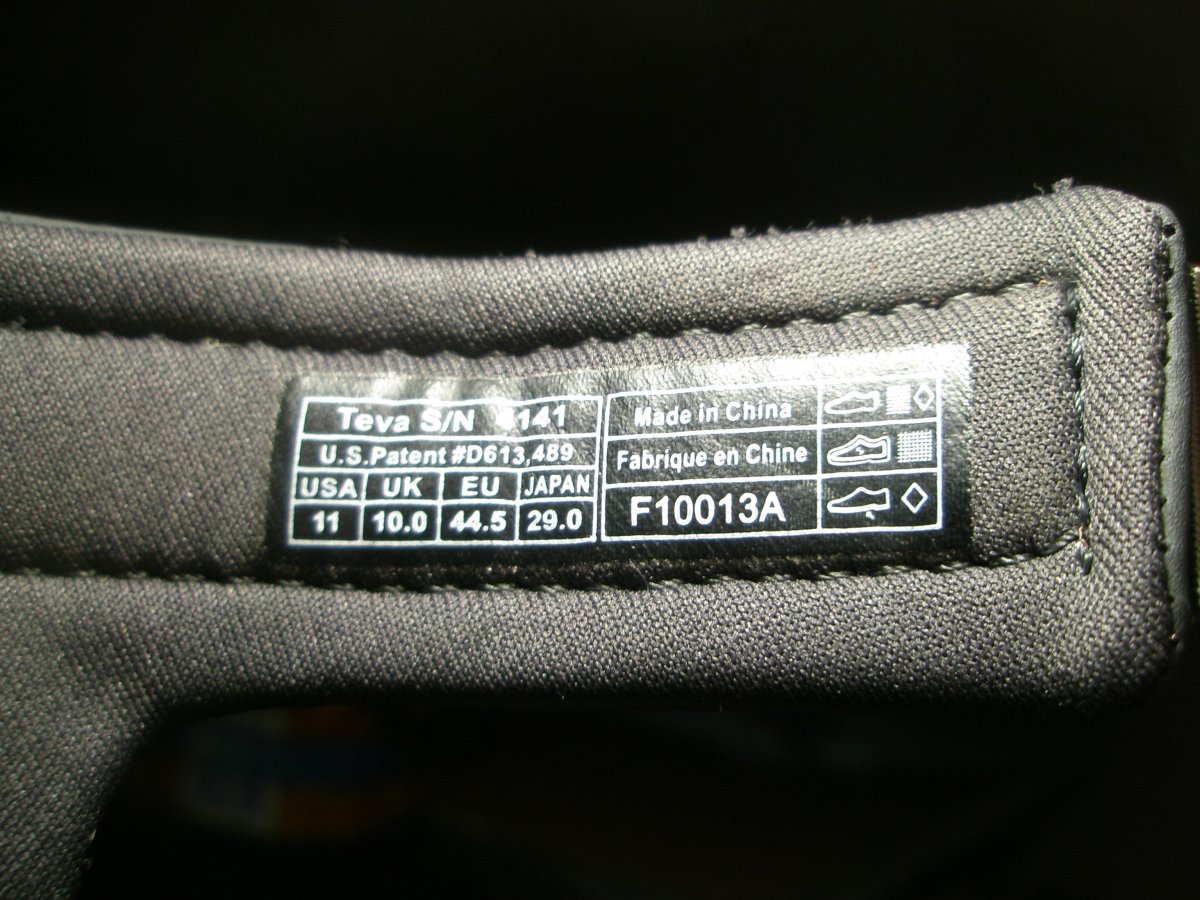 Teva S/N
U.S.Patent #D613,489
USA UK EU JAPAN
11 10.0 44.5 29.0
Made in China
Fabrique en Chine
F10013A